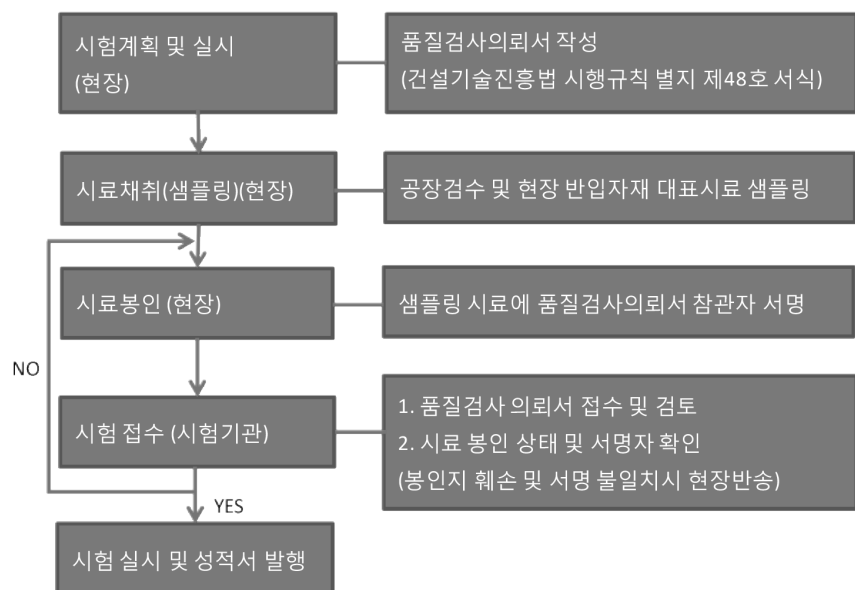 시험계획 및 실시
(현장)
품질검사의뢰서 작성
(건설기술진흥법 시행규칙 별지 제48호 서식)
시료채취(샘플링)(현장)
공장검수 및 현장 반입자재 대표시료 샘플링
시료봉인 (현장)
샘플링 시료에 품질검사의뢰서 참관자 서명
NO
시험 접수 (시험기관)
1. 품질검사 의뢰서 접수 및 검토
2. 시료 봉인 상태 및 서명자 확인
(봉인지 훼손 및 서명 불일치시 현장반송)
YES
시험 실시 및 성적서 발행